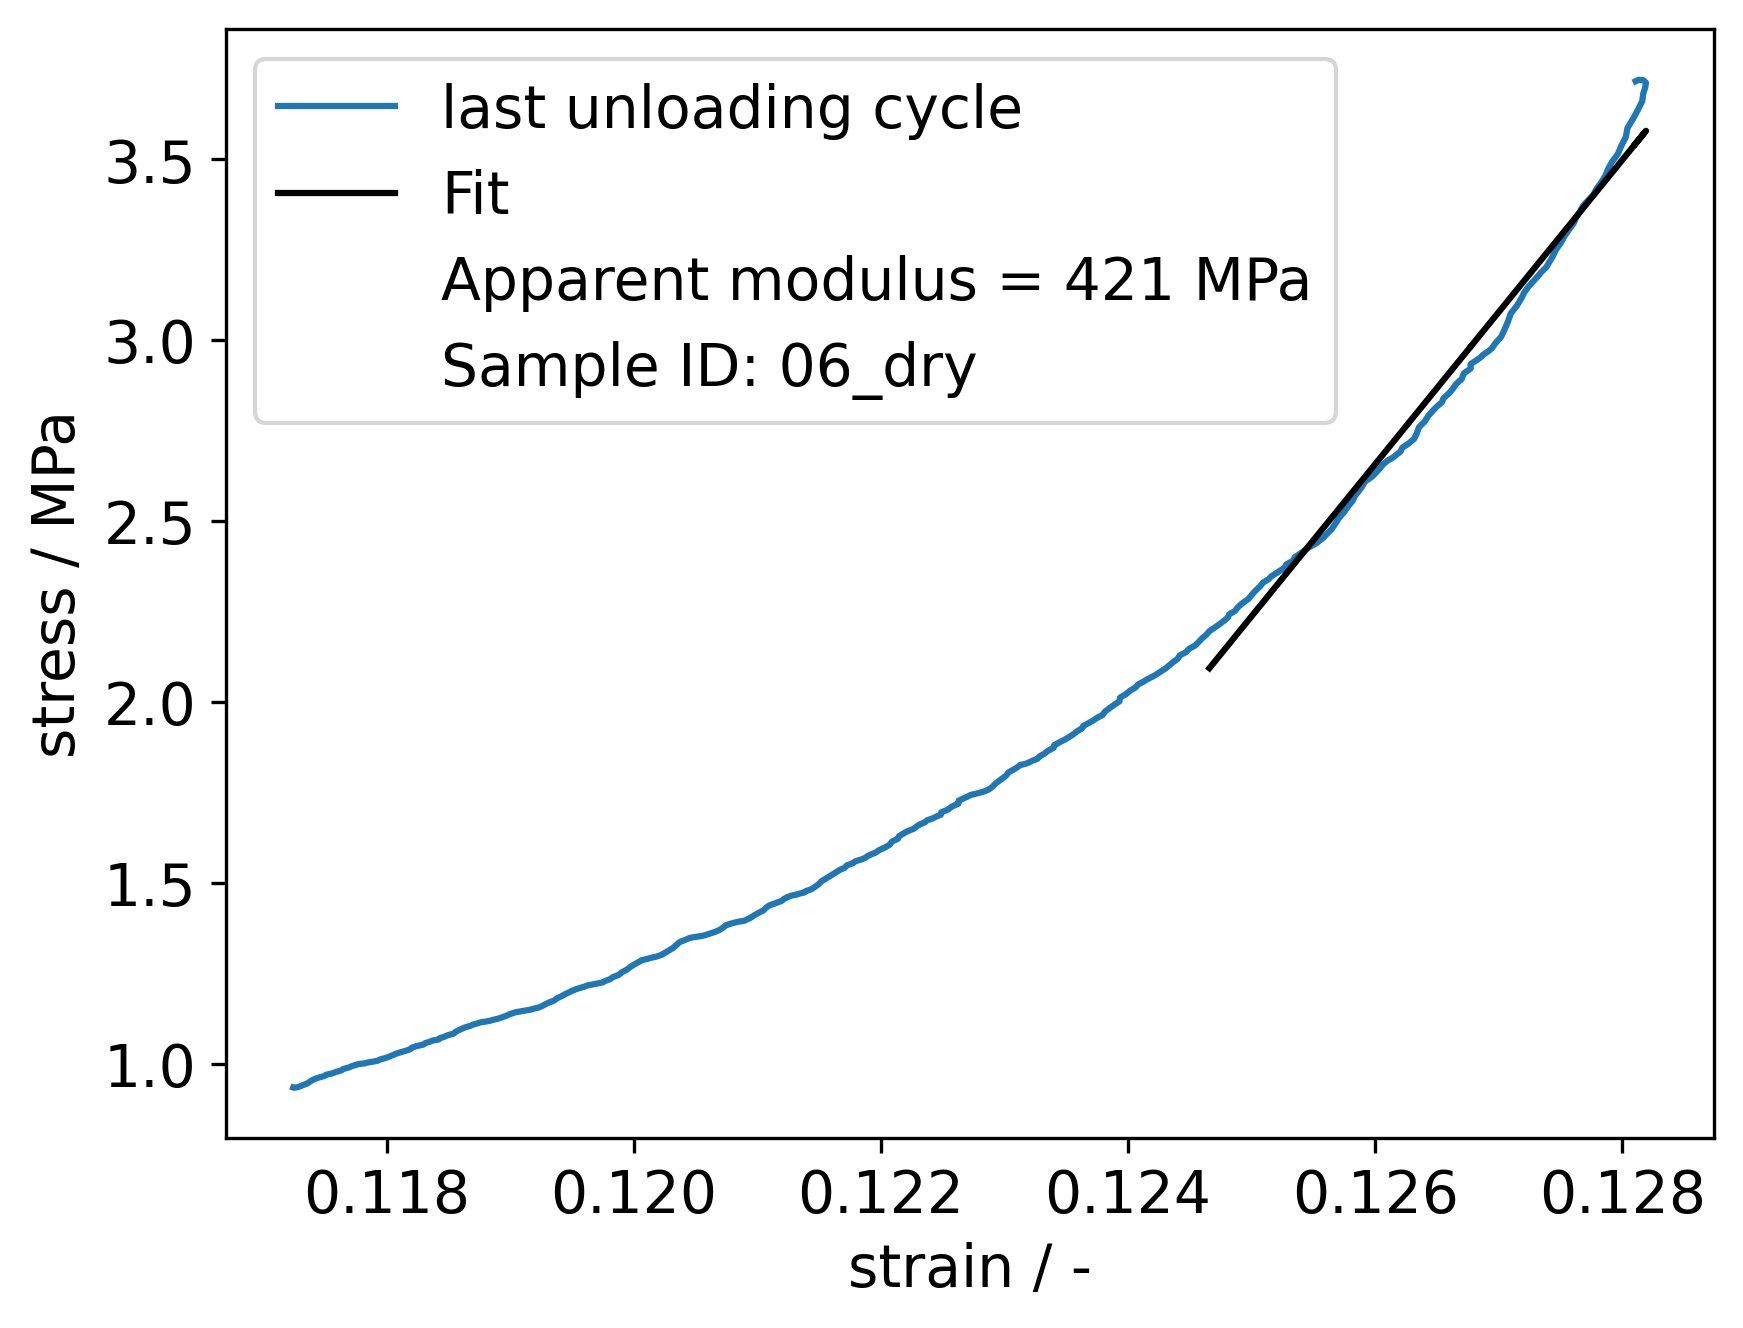 last unloading cycle
Fit
Apparent modulus = 421 MPa
Sample ID: 06_dry
3.5
3.0
2.5
2.0
1.5
1.0
stress / MPa
0.118 0.120 0.122 0.124 0.126 0.128
strain / -